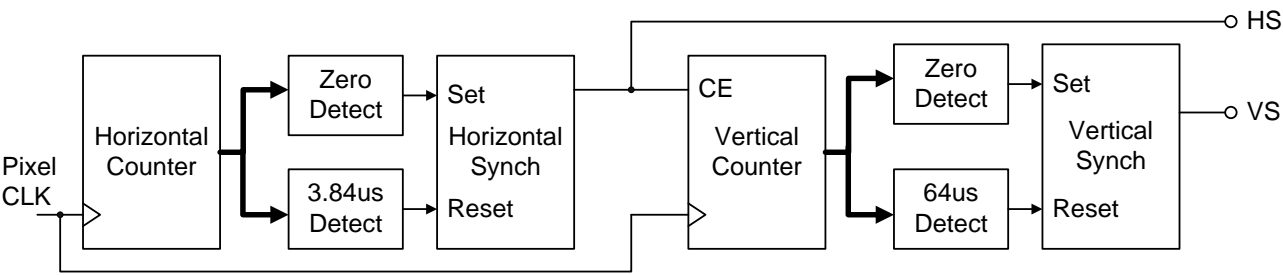 HS
Pixel
CLK
Horizontal
Counter
Zero
Detect
3.84us
Detect
Set
Horizontal
Synch
Reset
CE
Vertical
Counter
Zero
Detect
64us
Detect
Set
Vertical
Synch
Reset
VS